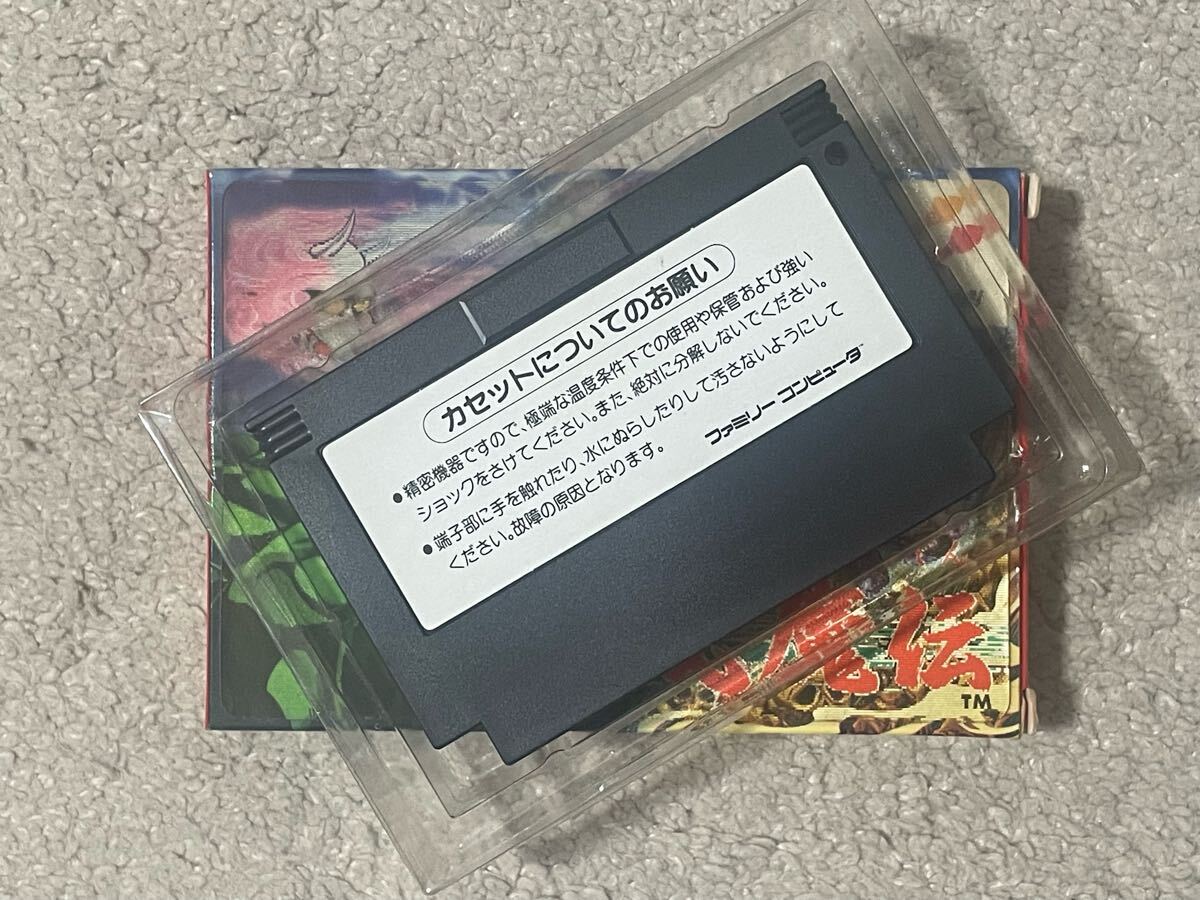 カセットについてのお願い
●精密機器ですので、極端な温度条件下での使用や保管および強い
ショックをさけてください。また、絶対に分解しないでください。
●端子部に手を触れたり、水にぬらしたりして汚さないようにして
ください。故障の原因となります。
ファミリー コンピュータ™
伝
TM